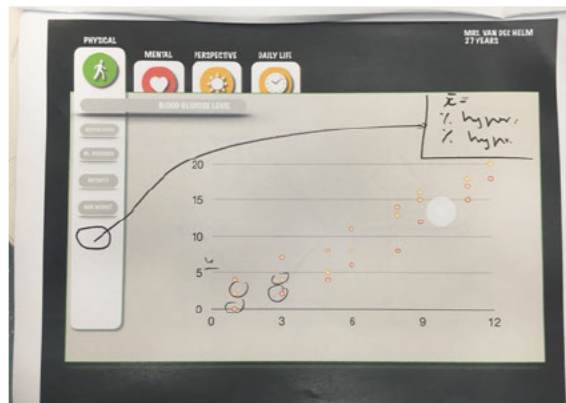 PHYSICAL
MENTAL
PERSPECTIVE
DAILY LIFE
MRS. VAN DER HELM
27 YEARS
BLOOD GLUCOSE LEVEL
x̄ =
% hyper.
% hypo.
20
15
10
5
0
0 3 6 9 12